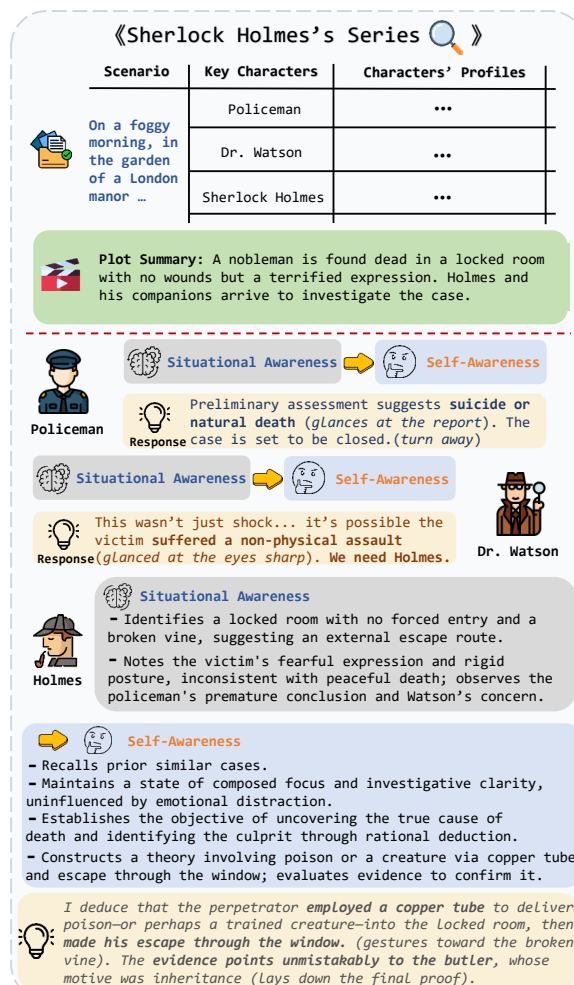 《Sherlock Holmes's Series 》
Scenario Key Characters Characters' Profiles
On a foggy
morning, in
the garden
of a London
manor …
Policeman •••
Dr. Watson •••
Sherlock Holmes •••
Plot Summary: A nobleman is found dead in a locked room
with no wounds but a terrified expression. Holmes and
his companions arrive to investigate the case.
Situational Awareness Self-Awareness
Policeman
Response
Preliminary assessment suggests suicide or
natural death (glances at the report). The
case is set to be closed.(turn away)
Situational Awareness Self-Awareness
Dr. Watson
Response
This wasn't just shock... it's possible the
victim suffered a non-physical assault
(glanced at the eyes sharp). We need Holmes.
Holmes
Situational Awareness
– Identifies a locked room with no forced entry and a
broken vine, suggesting an external escape route.
– Notes the victim's fearful expression and rigid
posture, inconsistent with peaceful death; observes the
policeman's premature conclusion and Watson's concern.
Self-Awareness
– Recalls prior similar cases.
– Maintains a state of composed focus and investigative clarity,
uninfluenced by emotional distraction.
– Establishes the objective of uncovering the true cause of
death and identifying the culprit through rational deduction.
– Constructs a theory involving poison or a creature via copper tube
and escape through the window; evaluates evidence to confirm it.
I deduce that the perpetrator employed a copper tube to deliver
poison—or perhaps a trained creature—into the locked room, then
made his escape through the window. (gestures toward the broken
vine). The evidence points unmistakably to the butler, whose
motive was inheritance (lays down the final proof).